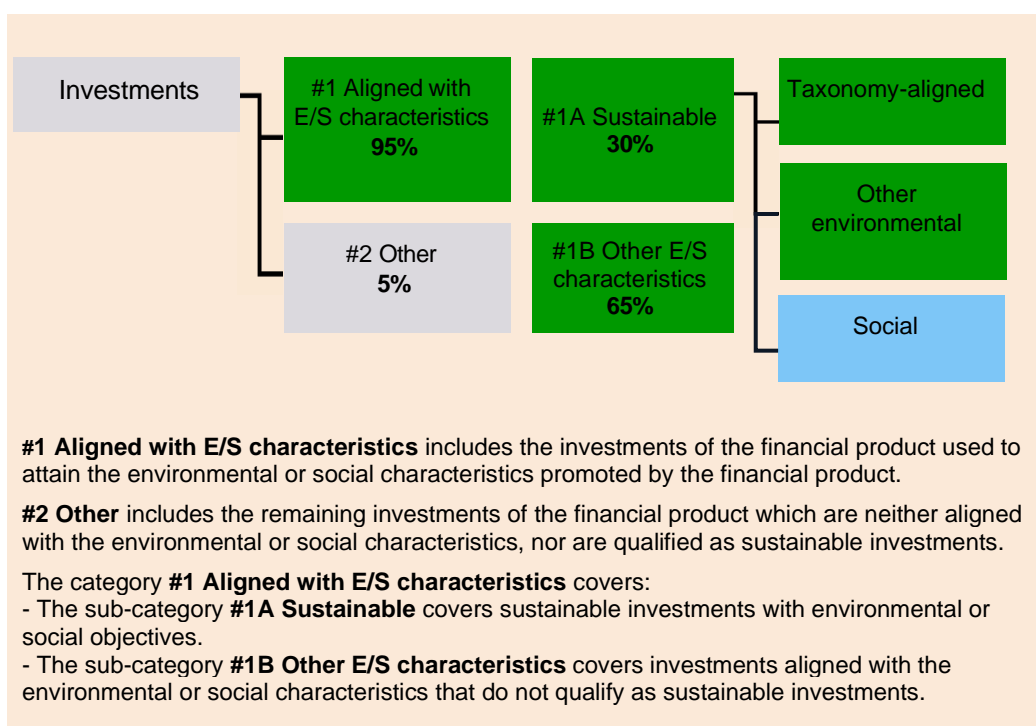 Investments
#1 Aligned with
E/S characteristics
95%
#2 Other
5%
#1A Sustainable
30%
#1B Other E/S
characteristics
65%
Taxonomy-aligned
Other
environmental
Social
#1 Aligned with E/S characteristics includes the investments of the financial product used to
attain the environmental or social characteristics promoted by the financial product.
#2 Other includes the remaining investments of the financial product which are neither aligned
with the environmental or social characteristics, nor are qualified as sustainable investments.
The category #1 Aligned with E/S characteristics covers:
- The sub-category #1A Sustainable covers sustainable investments with environmental or
social objectives.
- The sub-category #1B Other E/S characteristics covers investments aligned with the
environmental or social characteristics that do not qualify as sustainable investments.